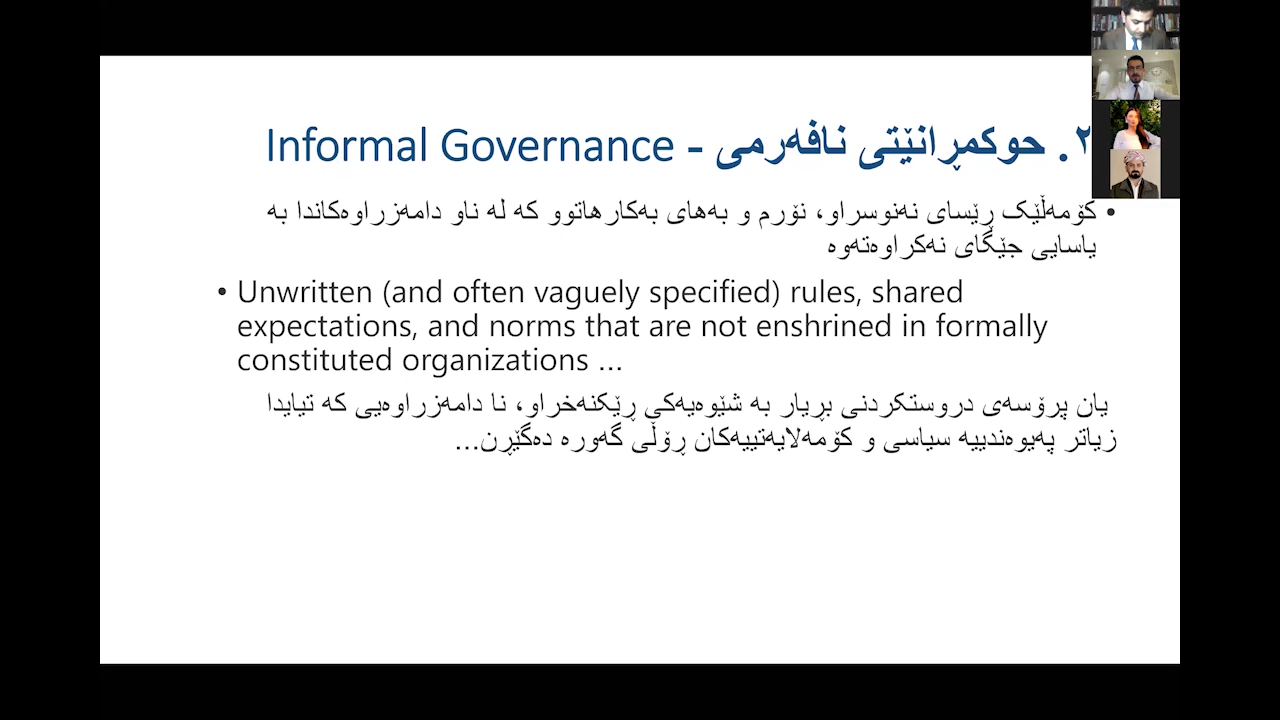 ٢. حوکمڕانێتی نافەرمی - Informal Governance
• کۆمەڵێک ڕێسای نەنوسراو، نۆرم و بەهای بەکارهاتوو کە لە ناو دامەزراوەکاندا بە
یاسایی جێگای نەکراوەتەوە
• Unwritten (and often vaguely specified) rules, shared
expectations, and norms that are not enshrined in formally
constituted organizations ...
یان پرۆسەی دروستکردنی بڕیار بە شێوەیەکی ڕێکنەخراو، نا دامەزراوەیی کە تیایدا
زیاتر پەیوەندییە سیاسی و کۆمەلایەتییەکان ڕۆڵی گەورە دەگێڕن...